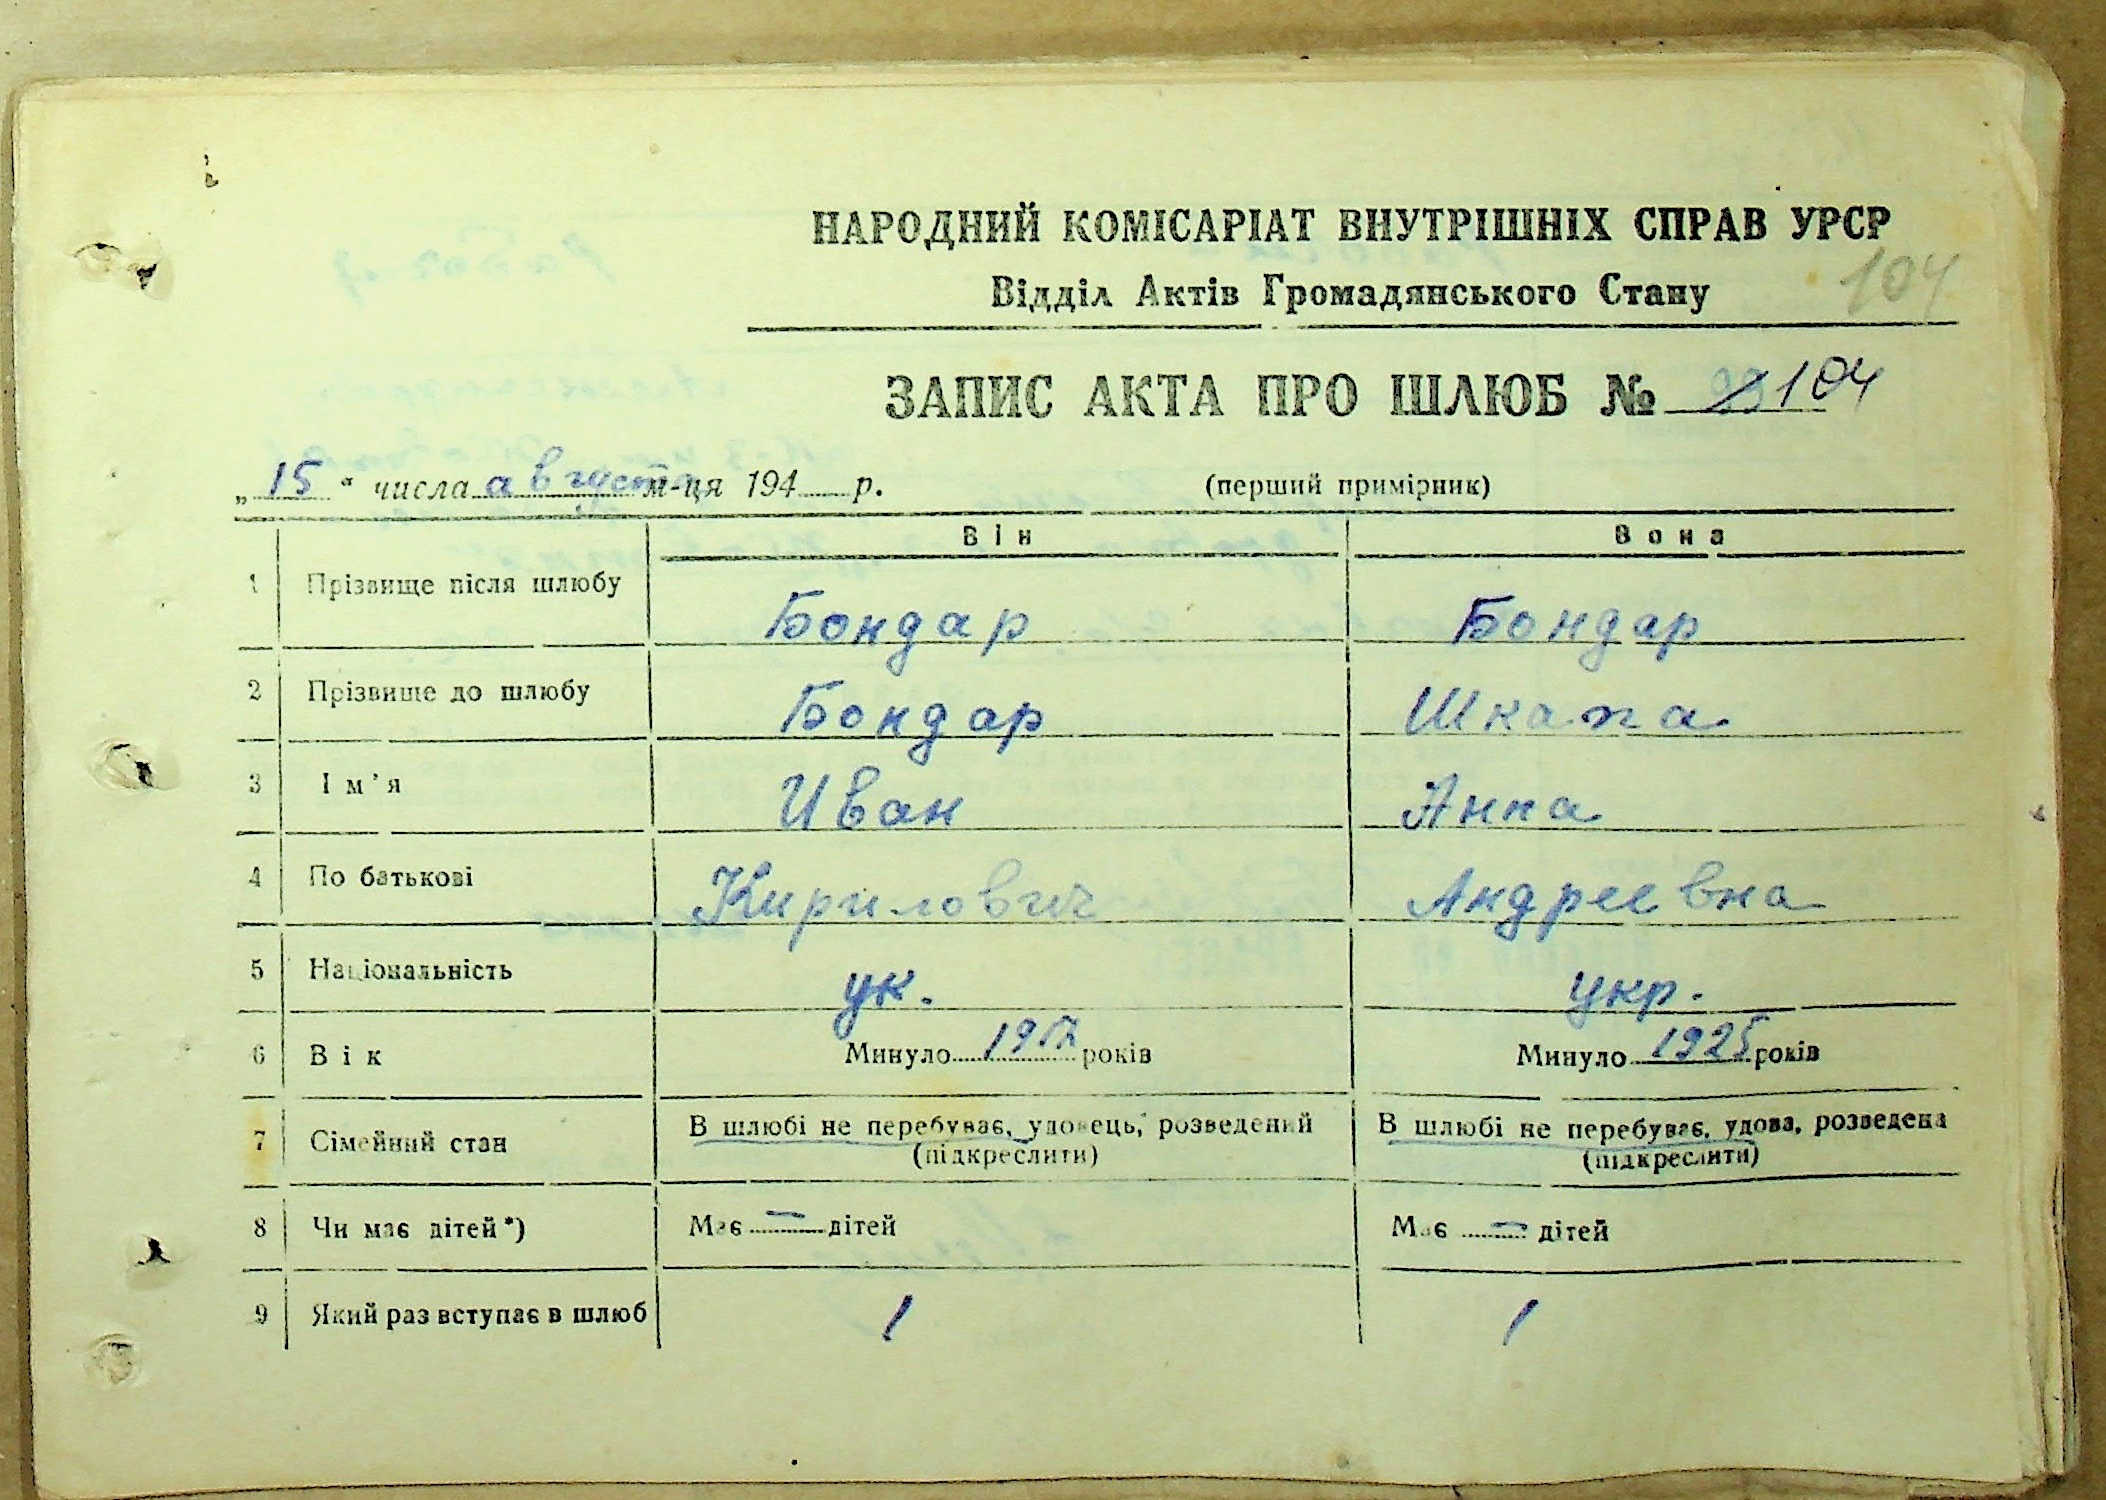 НАРОДНИЙ КОМІСАРІАТ ВНУТРІШНІХ СПРАВ УРСР
Відділ Актів Громадянського Стану
104
ЗАПИС АКТА ПРО ШЛЮБ № 104
„ 15 “ числа августа м-ця 194 р. (перший примірник)
Він Вона
1 Прізвище після шлюбу Бондар Бондар
2 Прізвище до шлюбу Бондар Шкапа
3 Ім'я Иван Анна
4 По батькові Кирилович Андреевна
5 Національність ук. укр.
6 Вік Минуло років Минуло 1925 років
7 Сімейний стан В шлюбі не перебуває, удовець, розведений В шлюбі не перебуває, удова, розведена
(підкреслити) (підкреслити)
8 Чи має дітей*) Має — дітей Має — дітей
9 Який раз вступає в шлюб 1 1